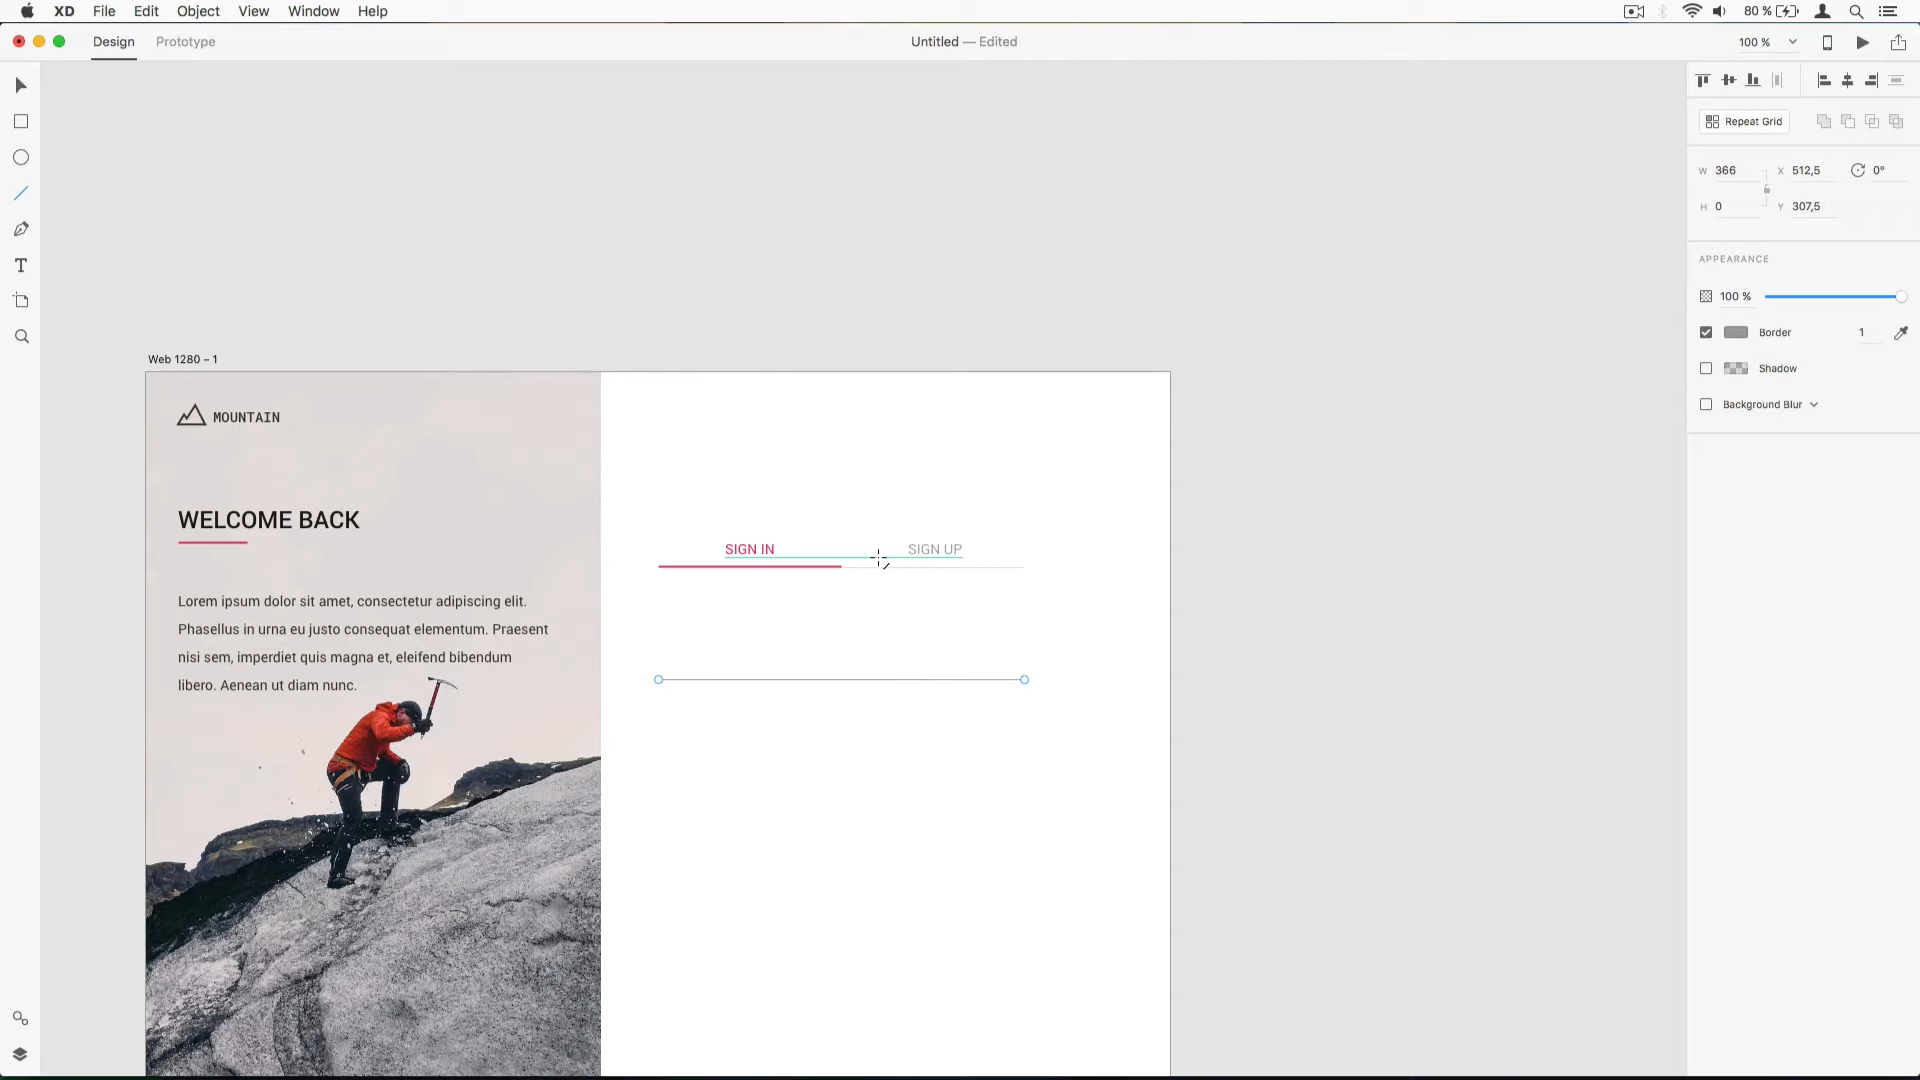 XD File Edit Object View Window Help 80 %
Design Prototype Untitled — Edited 100 %
Repeat Grid
W 366 X 512,5 0°
H 0 Y 307,5
APPEARANCE
100 %
Border 1
Shadow
Background Blur
Web 1280 – 1
MOUNTAIN
WELCOME BACK
Lorem ipsum dolor sit amet, consectetur adipiscing elit.
Phasellus in urna eu justo consequat elementum. Praesent
nisi sem, imperdiet quis magna et, eleifend bibendum
libero. Aenean ut diam nunc.
SIGN IN SIGN UP